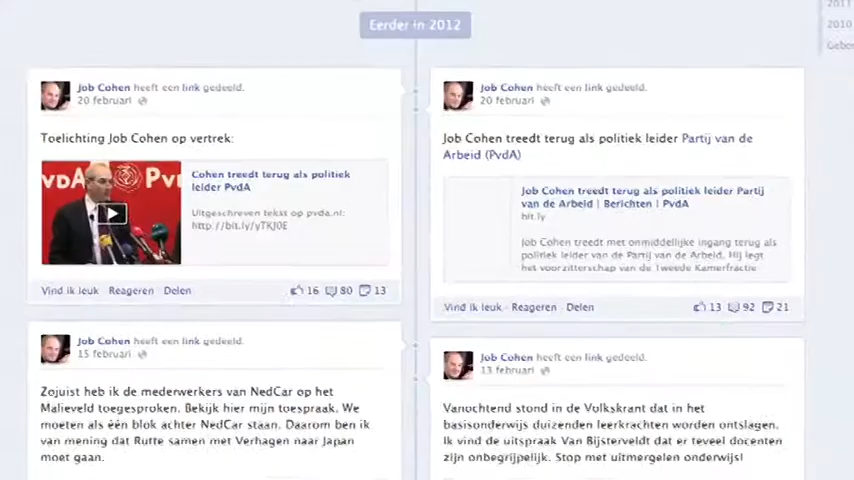 Eerder in 2012
2011
2010
Job Cohen heeft een link gedeeld.
20 februari
Toelichting Job Cohen op vertrek:
Cohen treedt terug als politiek
leider PvdA
Uitgeschreven tekst op pvda.nl:
http://bit.ly/yTKJ0E
Vind ik leuk · Reageren · Delen
16 80 13
Job Cohen heeft een link gedeeld.
15 februari
Zojuist heb ik de mederwerkers van NedCar op het
Malieveld toegesproken. Bekijk hier mijn toespraak. We
moeten als één blok achter NedCar staan. Daarom ben ik
van mening dat Rutte samen met Verhagen naar Japan
moet gaan.
Job Cohen heeft een link gedeeld.
20 februari
Job Cohen treedt terug als politiek leider Partij van de
Arbeid (PvdA)
Job Cohen treedt terug als politiek leider Partij
van de Arbeid | Berichten | PvdA
bit.ly
Job Cohen treedt met onmiddelijke ingang terug als
politiek leider van de Partij van de Arbeid. Hij legt
het voorzitterschap van de Tweede Kamerfractie
Vind ik leuk · Reageren · Delen
13 92 21
Job Cohen heeft een link gedeeld.
13 februari
Vanochtend stond in de Volkskrant dat in het
basisonderwijs duizenden leerkrachten worden ontslagen.
Ik vind de uitspraak Van Bijsterveldt dat er teveel docenten
zijn onbegrijpelijk. Stop met uitmergelen onderwijs!